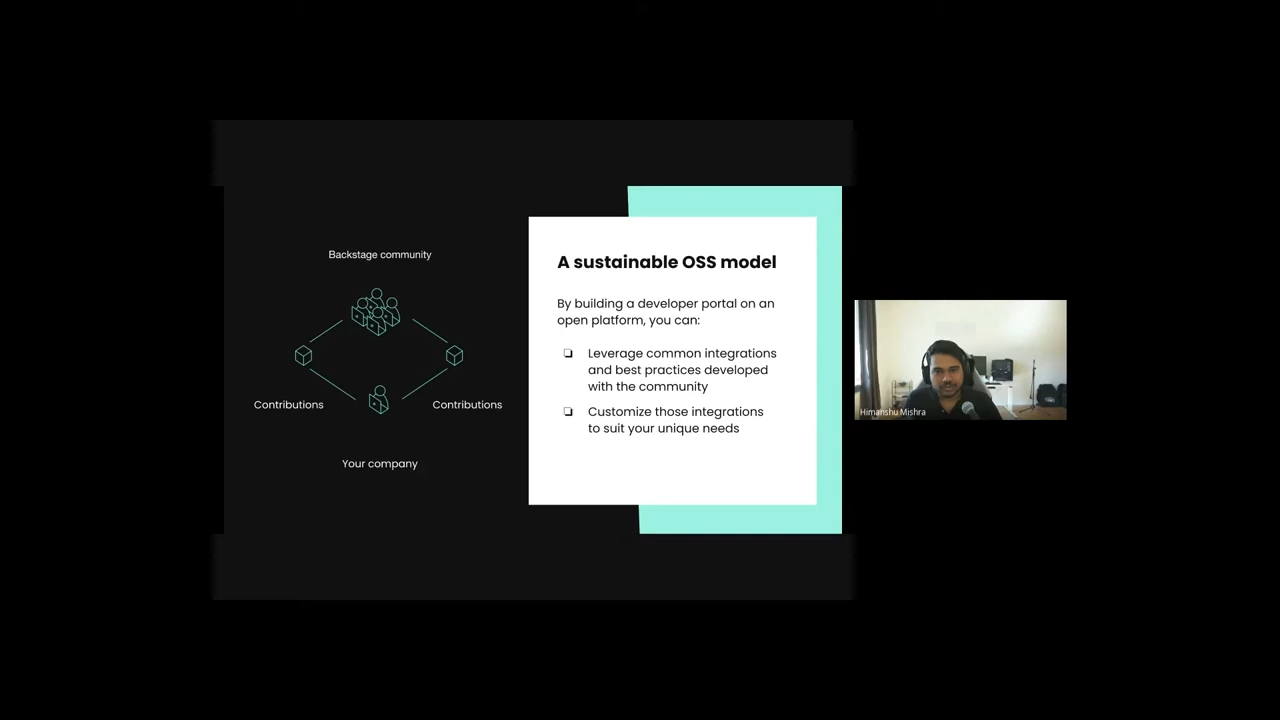 Backstage community
Contributions
Contributions
Your company
A sustainable OSS model
By building a developer portal on an
open platform, you can:
Leverage common integrations
and best practices developed
with the community
Customize those integrations
to suit your unique needs
Himanshu Mishra